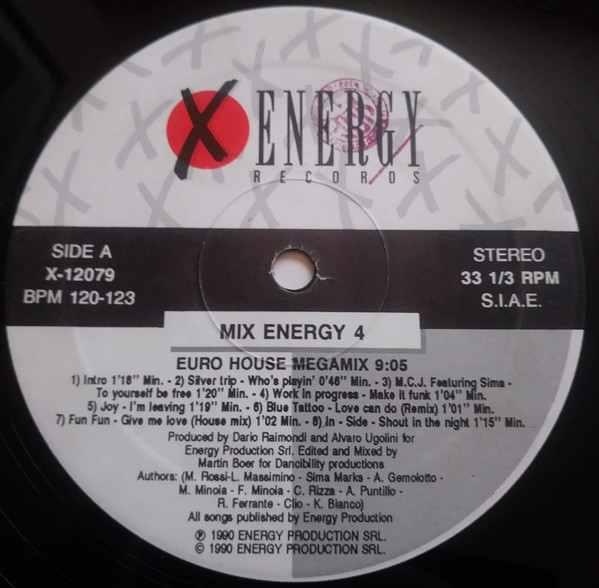 X ENERGY
RECORDS
SIDE A
X-12079
BPM 120-123
STEREO
33 1/3 RPM
S.I.A.E.
MIX ENERGY 4
EURO HOUSE MEGAMIX 9:05
1) Intro 1'18" Min. - 2) Silver trip - Who's playin' 0'46" Min. - 3) M.C.J. Featuring Sima -
To yourself be free 1'20" Min. - 4) Work in progress - Make it funk 1'04" Min.
5) Joy - I'm leaving 1'19" Min. - 6) Blue Tattoo - Love can do (Remix) 1'01" Min.
7) Fun Fun - Give me love (House mix) 1'02 Min. - 8) In - Side - Shout in the night 1'15" Min.
Produced by Dario Raimondi and Alvaro Ugolini for
Energy Production Srl, Edited and Mixed by
Martin Boer for Dancibility productions
Authors: (M. Rossi-L. Massimino - Sima Marks - A. Gemolotto -
M. Minoia - F. Minoia - C. Rizza - A. Puntillo -
R. Ferrante - Clio - K. Bianco)
All songs published by Energy Production
℗ 1990 ENERGY PRODUCTION SRL.
© 1990 ENERGY PRODUCTION SRL.